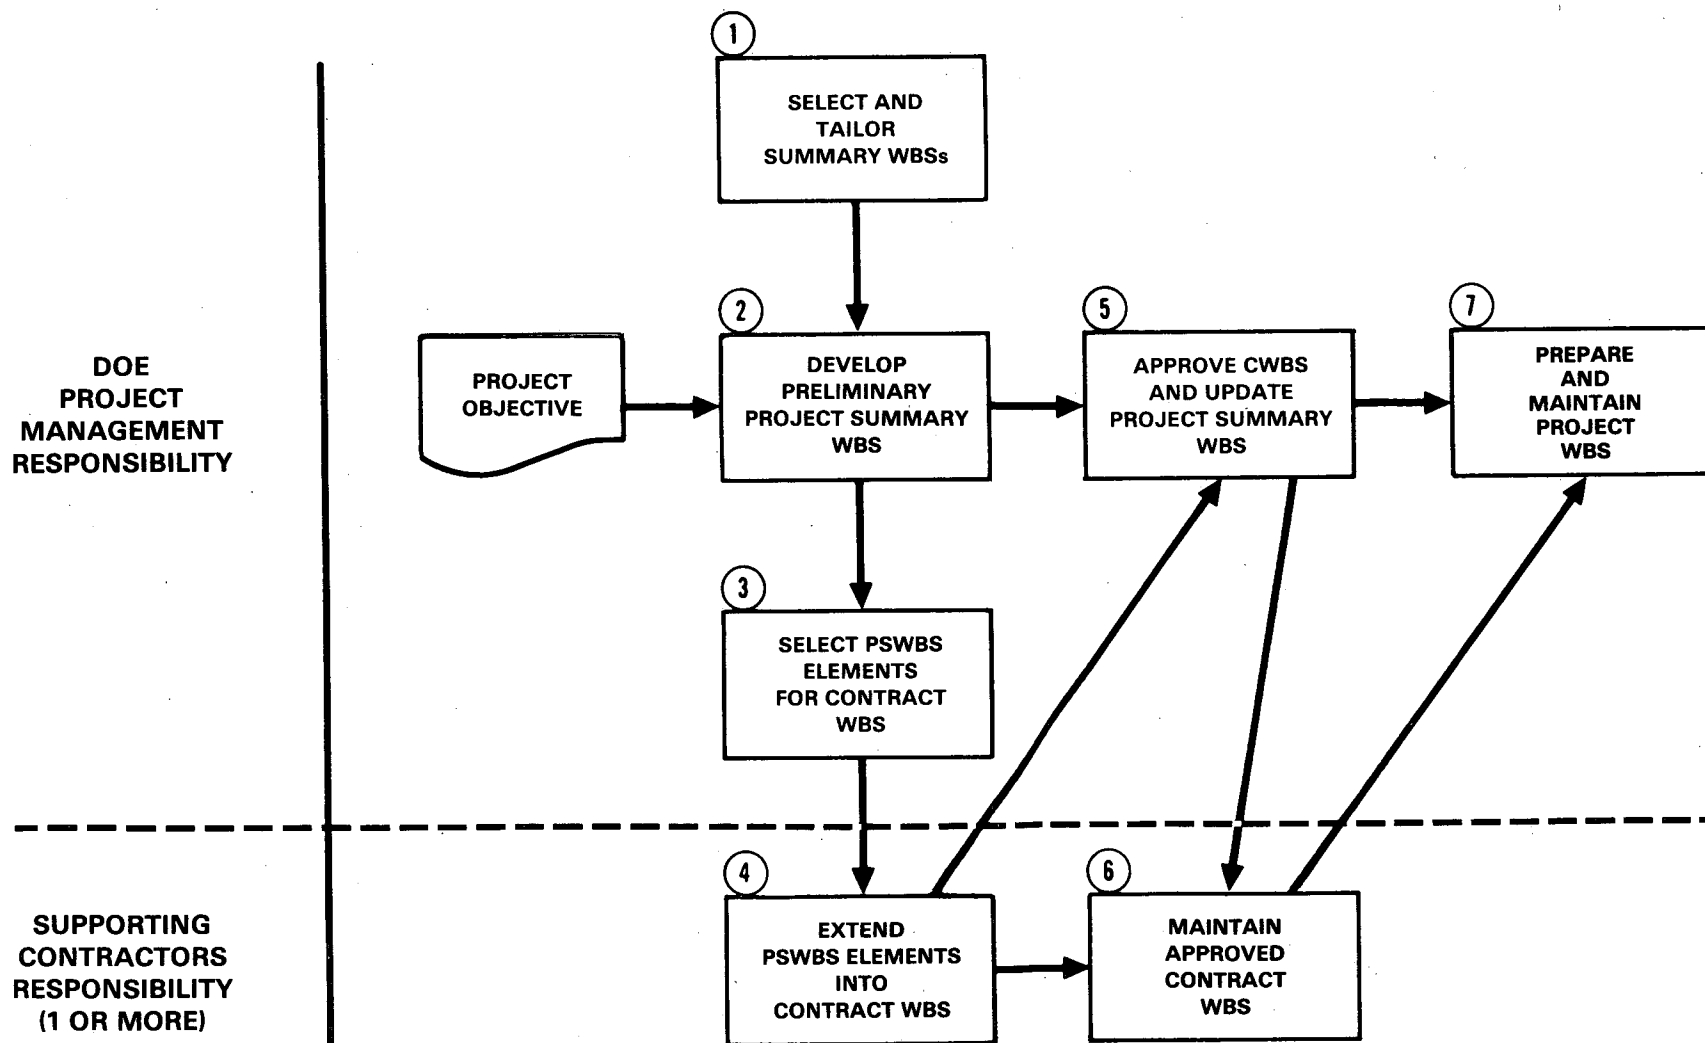 1
SELECT AND
TAILOR
SUMMARY WBSs
DOE
PROJECT
MANAGEMENT
RESPONSIBILITY
PROJECT
OBJECTIVE
2
DEVELOP
PRELIMINARY
PROJECT SUMMARY
WBS
5
APPROVE CWBS
AND UPDATE
PROJECT SUMMARY
WBS
7
PREPARE
AND
MAINTAIN
PROJECT
WBS
3
SELECT PSWBS
ELEMENTS
FOR CONTRACT
WBS
SUPPORTING
CONTRACTORS
RESPONSIBILITY
(1 OR MORE)
4
EXTEND
PSWBS ELEMENTS
INTO
CONTRACT WBS
6
MAINTAIN
APPROVED
CONTRACT
WBS